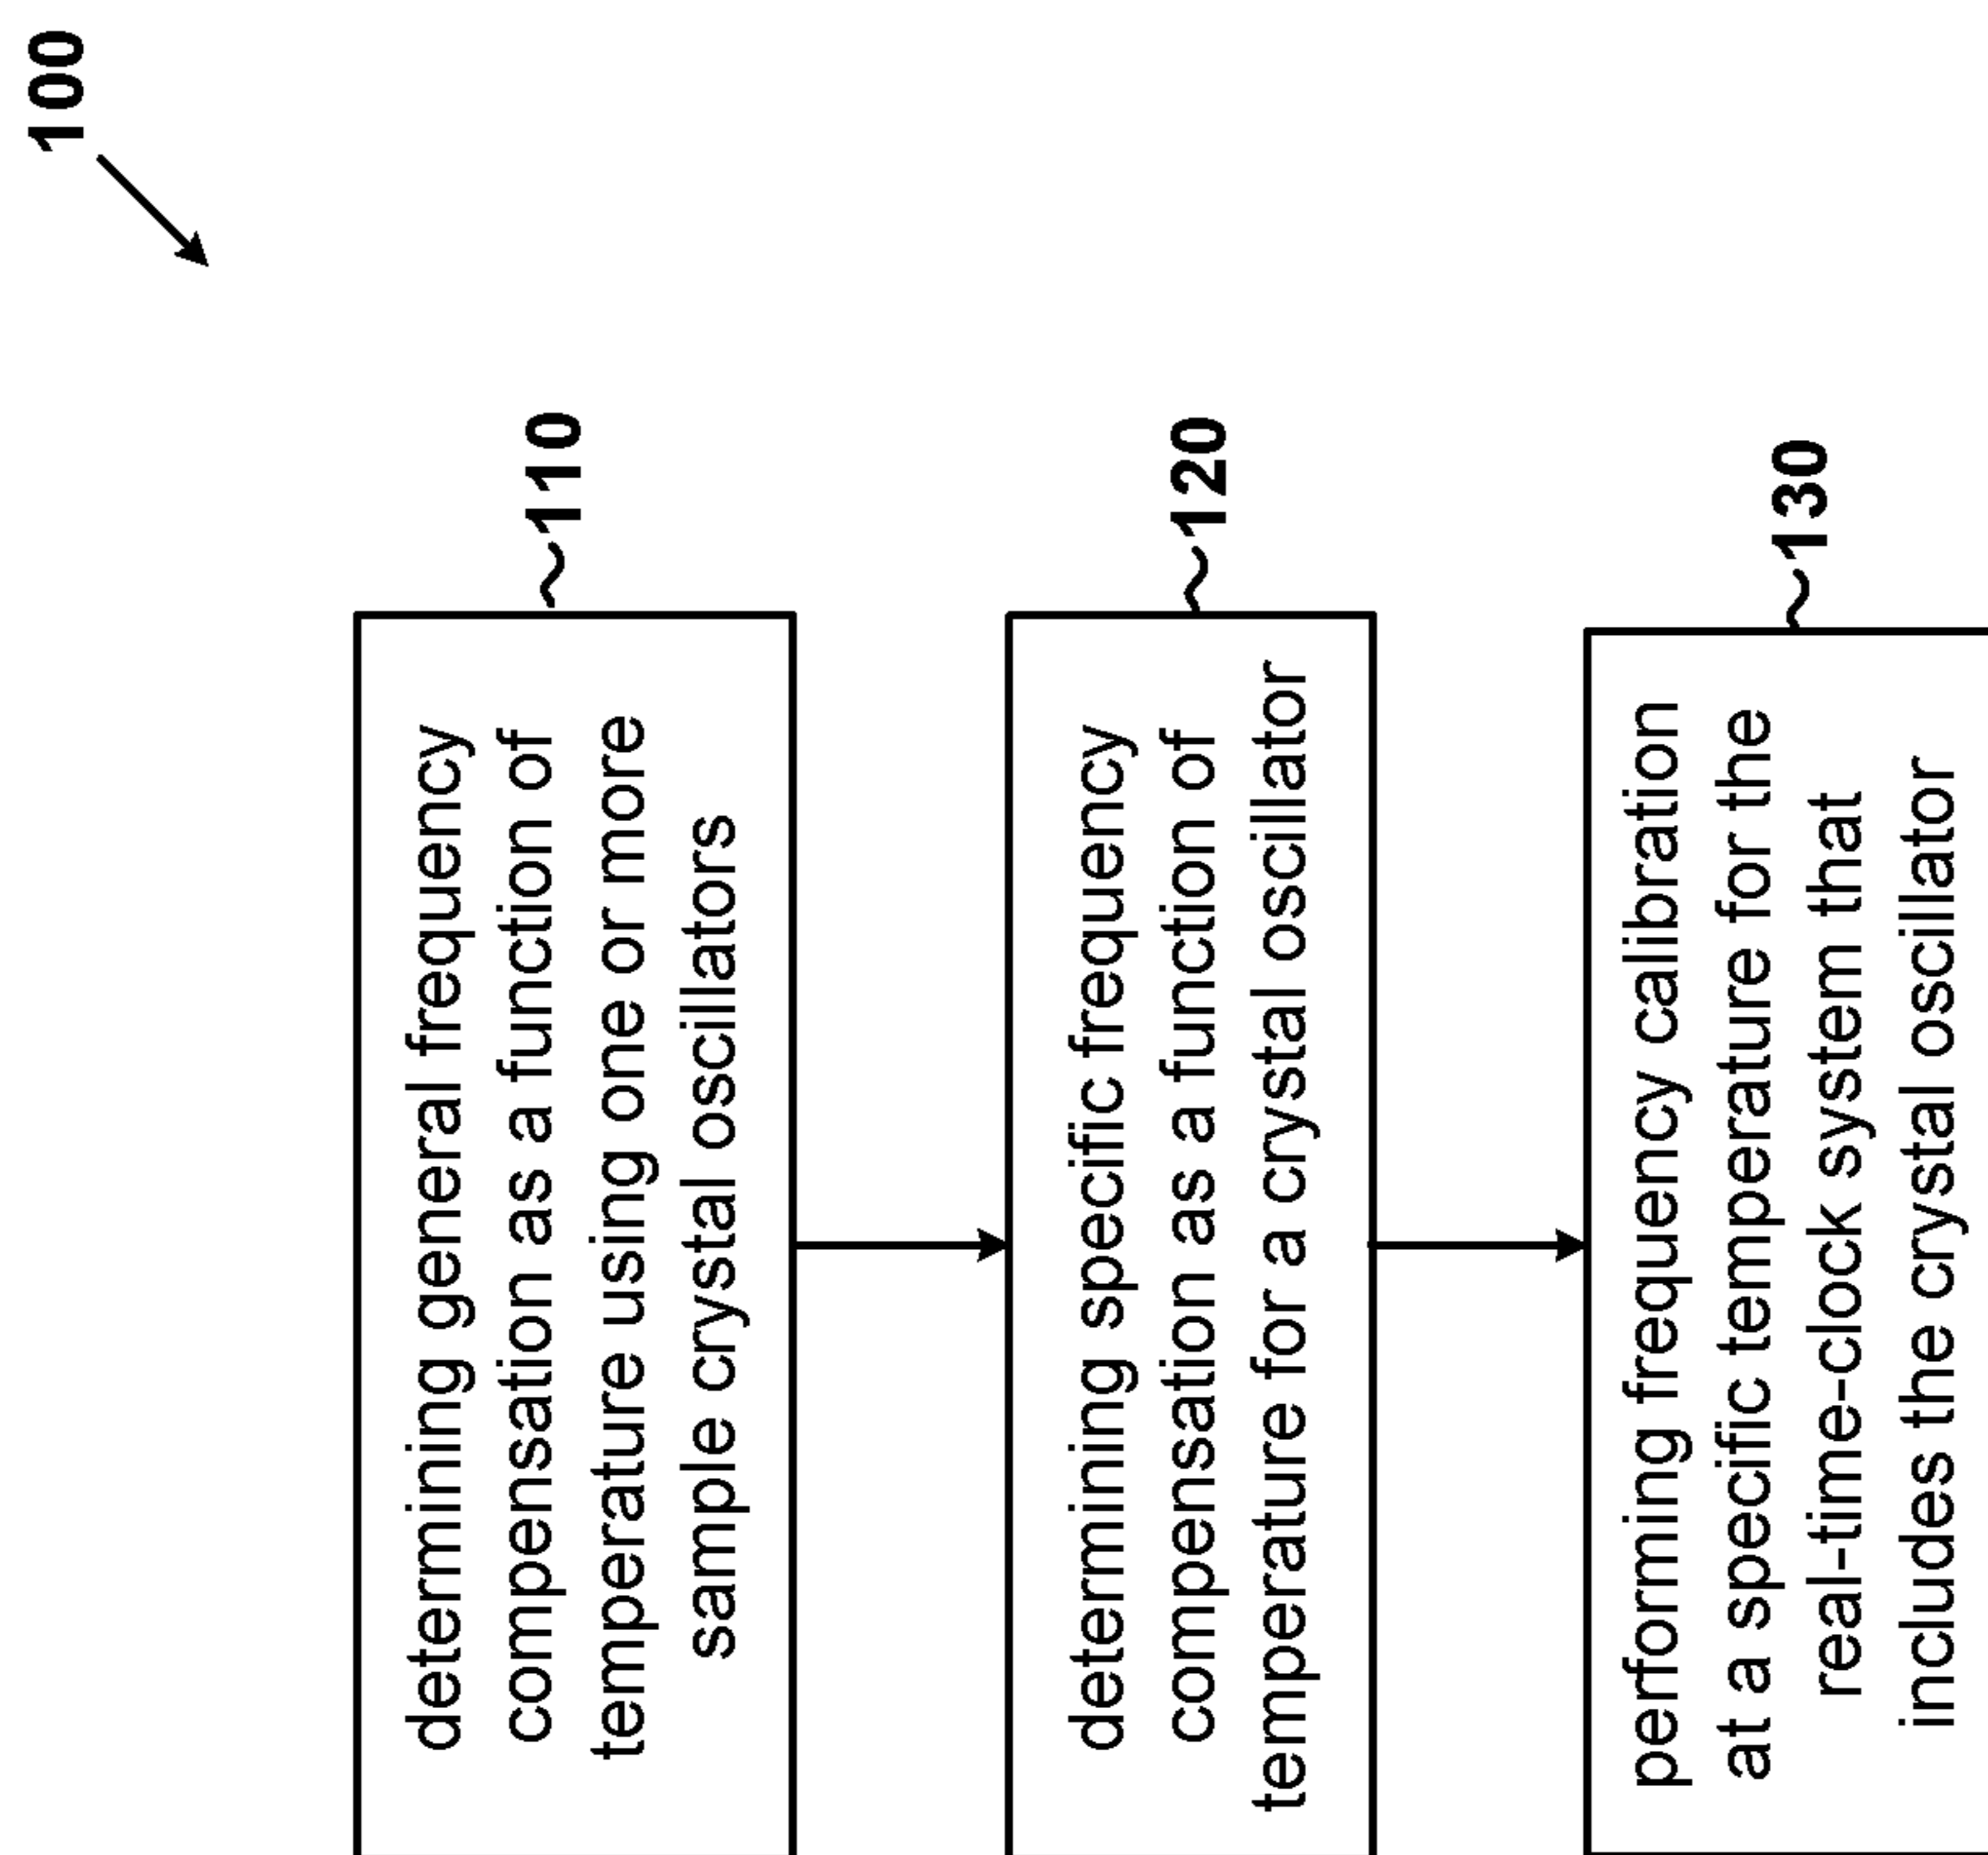 100
determining general frequency
compensation as a function of
temperature using one or more
sample crystal oscillators
110
determining specific frequency
compensation as a function of
temperature for a crystal oscillator
120
performing frequency calibration
at a specific temperature for the
real-time-clock system that
includes the crystal oscillator
130